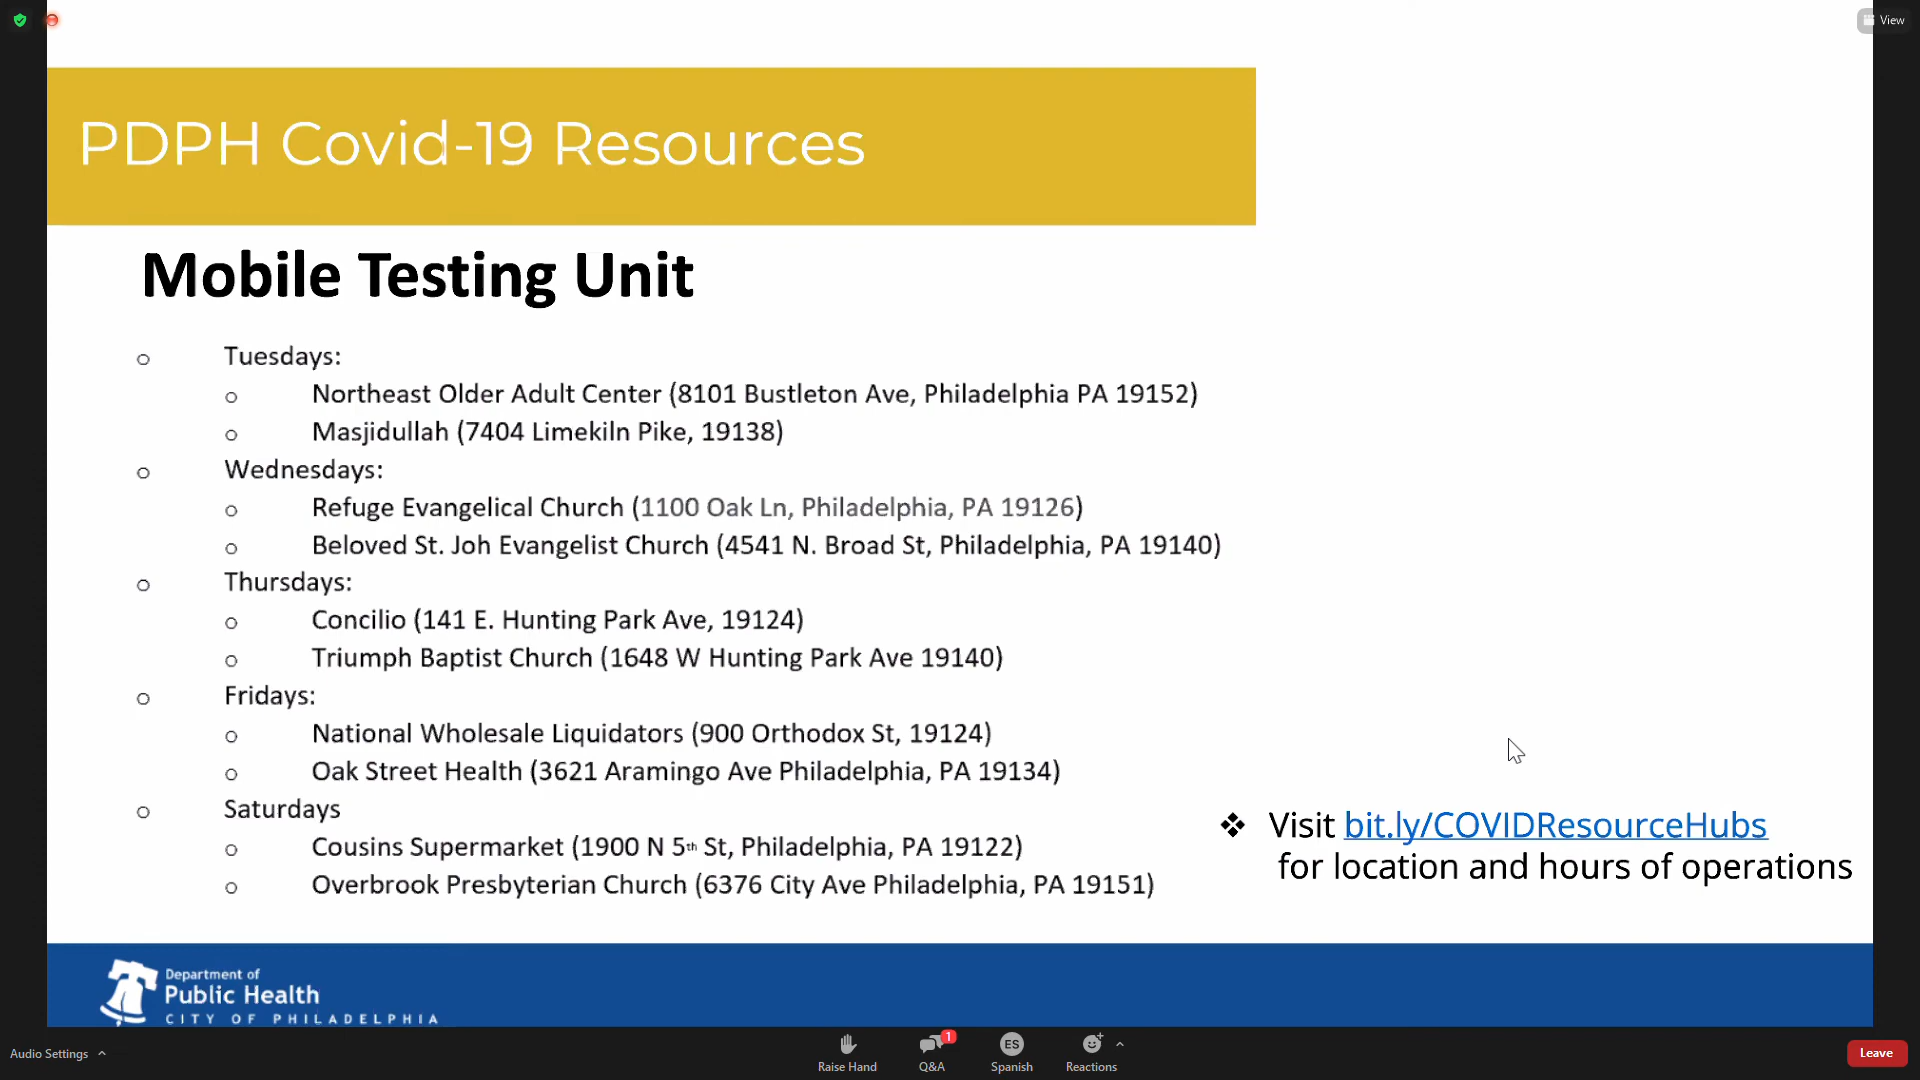 View
PDPH Covid-19 Resources
Mobile Testing Unit
Tuesdays:
Northeast Older Adult Center (8101 Bustleton Ave, Philadelphia PA 19152)
Masjidullah (7404 Limekiln Pike, 19138)
Wednesdays:
Refuge Evangelical Church (1100 Oak Ln, Philadelphia, PA 19126)
Beloved St. Joh Evangelist Church (4541 N. Broad St, Philadelphia, PA 19140)
Thursdays:
Concilio (141 E. Hunting Park Ave, 19124)
Triumph Baptist Church (1648 W Hunting Park Ave 19140)
Fridays:
National Wholesale Liquidators (900 Orthodox St, 19124)
Oak Street Health (3621 Aramingo Ave Philadelphia, PA 19134)
Saturdays
Cousins Supermarket (1900 N 5th St, Philadelphia, PA 19122)
Overbrook Presbyterian Church (6376 City Ave Philadelphia, PA 19151)
❖ Visit bit.ly/COVIDResourceHubs
for location and hours of operations
Department of
Public Health
CITY OF PHILADELPHIA
Audio Settings
Raise Hand
1
Q&A
ES
Spanish
Reactions
Leave